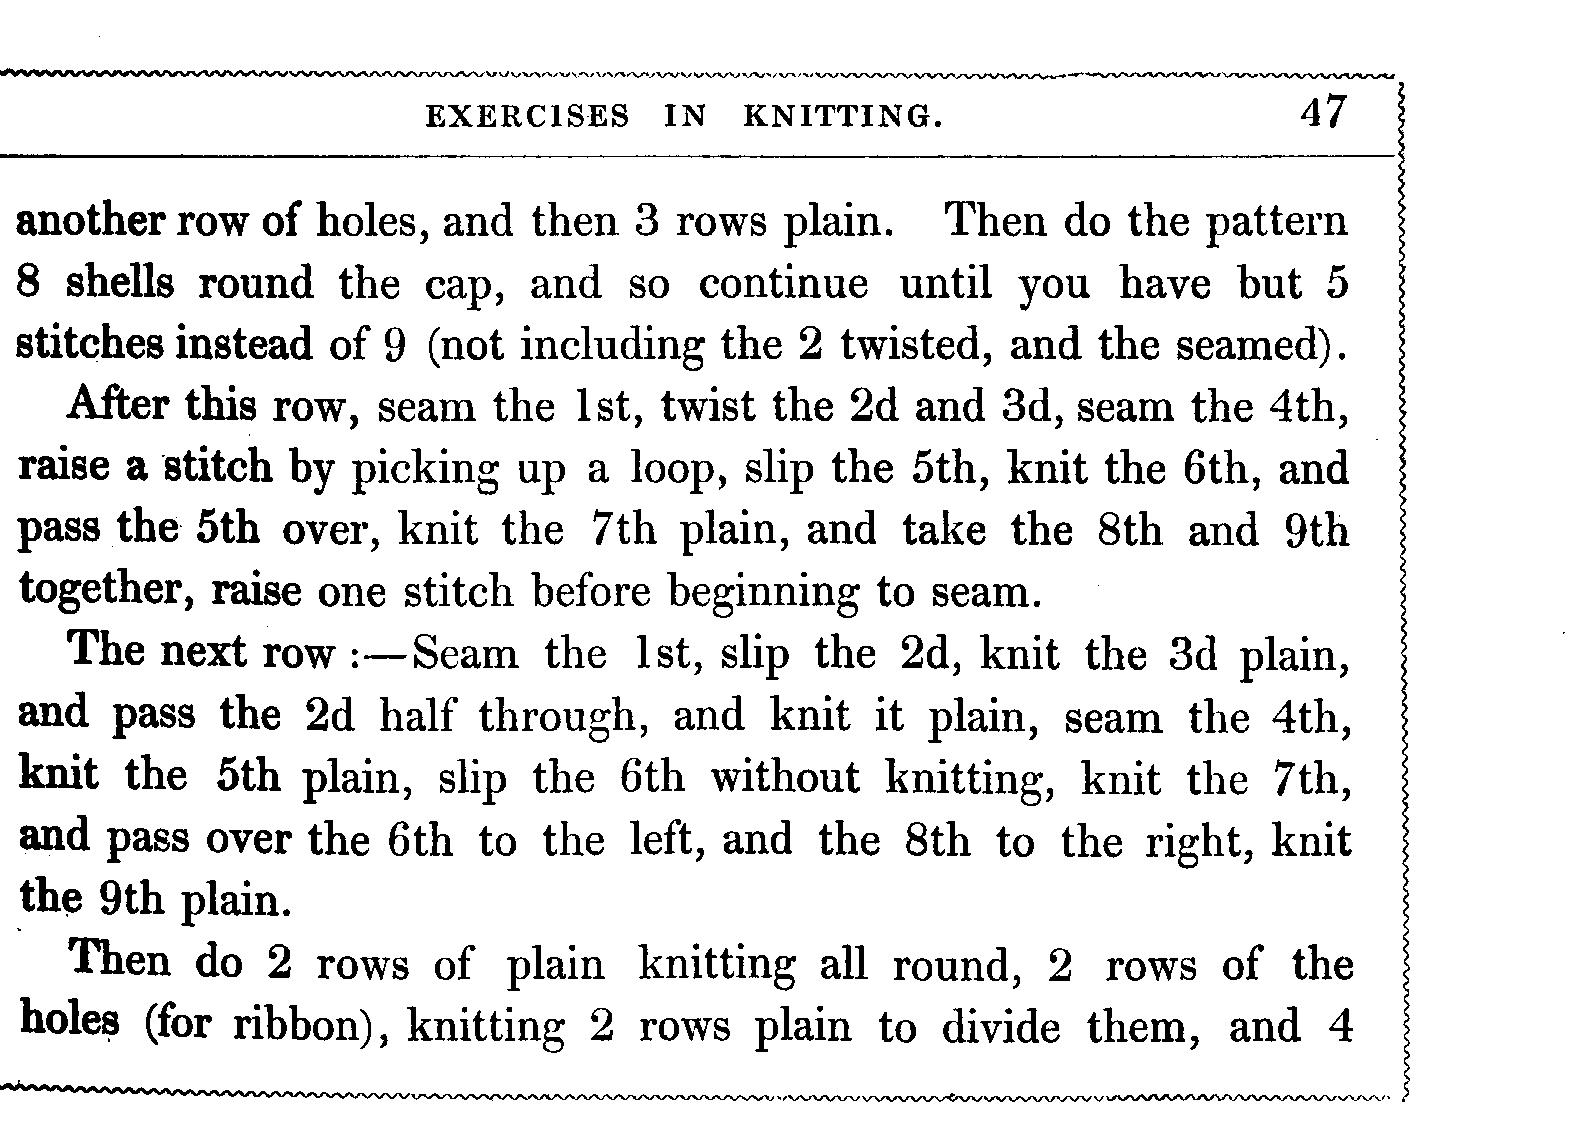 EXERCISES IN KNITTING. 47
another row of holes, and then 3 rows plain. Then do the pattern
8 shells round the cap, and so continue until you have but 5
stitches instead of 9 (not including the 2 twisted, and the seamed).
After this row, seam the 1st, twist the 2d and 3d, seam the 4th,
raise a stitch by picking up a loop, slip the 5th, knit the 6th, and
pass the 5th over, knit the 7th plain, and take the 8th and 9th
together, raise one stitch before beginning to seam.
The next row :—Seam the 1st, slip the 2d, knit the 3d plain,
and pass the 2d half through, and knit it plain, seam the 4th,
knit the 5th plain, slip the 6th without knitting, knit the 7th,
and pass over the 6th to the left, and the 8th to the right, knit
the 9th plain.
Then do 2 rows of plain knitting all round, 2 rows of the
holes (for ribbon), knitting 2 rows plain to divide them, and 4